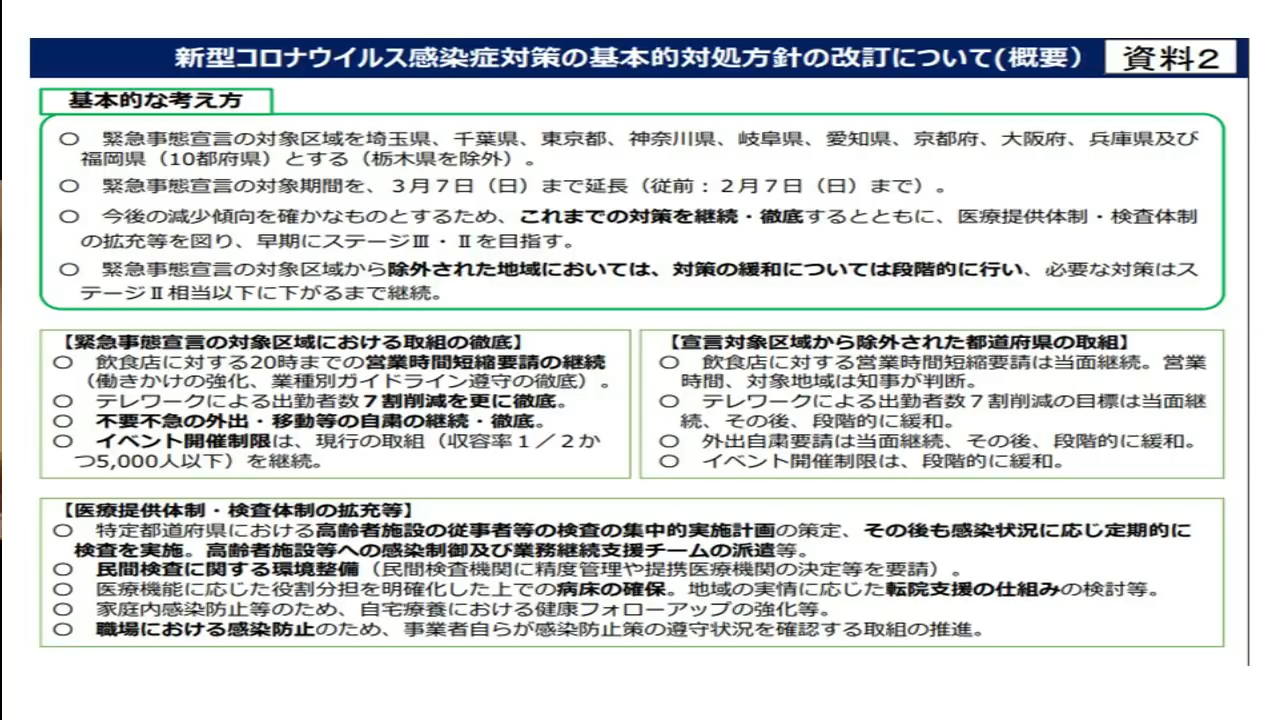 新型コロナウイルス感染症対策の基本的対処方針の改訂について(概要） 資料２
基本的な考え方
○　緊急事態宣言の対象区域を埼玉県、千葉県、東京都、神奈川県、岐阜県、愛知県、京都府、大阪府、兵庫県及び
福岡県（10都府県）とする（栃木県を除外）。
○　緊急事態宣言の対象期間を、３月７日（日）まで延長（従前：２月７日（日）まで）。
○　今後の減少傾向を確かなものとするため、これまでの対策を継続・徹底するとともに、医療提供体制・検査体制
の拡充等を図り、早期にステージⅢ・Ⅱを目指す。
○　緊急事態宣言の対象区域から除外された地域においては、対策の緩和については段階的に行い、必要な対策はス
テージⅡ相当以下に下がるまで継続。
【緊急事態宣言の対象区域における取組の徹底】
○　飲食店に対する20時までの営業時間短縮要請の継続
（働きかけの強化、業種別ガイドライン遵守の徹底）。
○　テレワークによる出勤者数７割削減を更に徹底。
○　不要不急の外出・移動等の自粛の継続・徹底。
○　イベント開催制限は、現行の取組（収容率１／２か
つ5,000人以下）を継続。
【宣言対象区域から除外された都道府県の取組】
○　飲食店に対する営業時間短縮要請は当面継続。営業
時間、対象地域は知事が判断。
○　テレワークによる出勤者数７割削減の目標は当面継
続、その後、段階的に緩和。
○　外出自粛要請は当面継続、その後、段階的に緩和。
○　イベント開催制限は、段階的に緩和。
【医療提供体制・検査体制の拡充等】
○　特定都道府県における高齢者施設の従事者等の検査の集中的実施計画の策定、その後も感染状況に応じ定期的に
検査を実施。高齢者施設等への感染制御及び業務継続支援チームの派遣等。
○　民間検査に関する環境整備（民間検査機関に精度管理や提携医療機関の決定等を要請）。
○　医療機能に応じた役割分担を明確化した上での病床の確保。地域の実情に応じた転院支援の仕組みの検討等。
○　家庭内感染防止等のため、自宅療養における健康フォローアップの強化等。
○　職場における感染防止のため、事業者自らが感染防止策の遵守状況を確認する取組の推進。